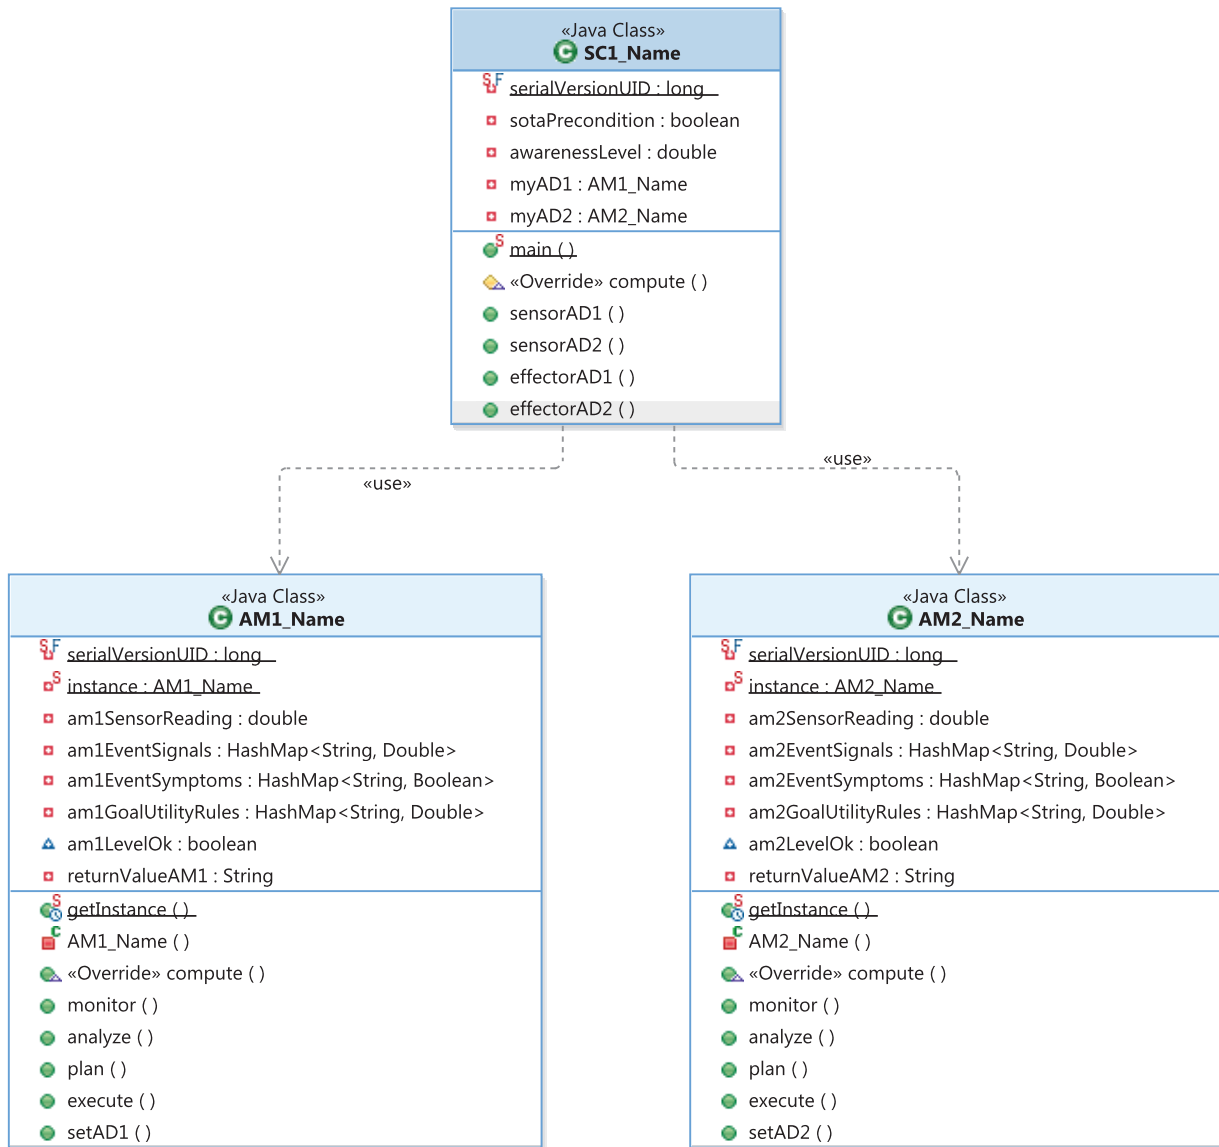 «Java Class»
SC1_Name
serialVersionUID : long
sotaPrecondition : boolean
awarenessLevel : double
myAD1 : AM1_Name
myAD2 : AM2_Name
main ( )
«Override» compute ( )
sensorAD1 ( )
sensorAD2 ( )
effectorAD1 ( )
effectorAD2 ( )
«use»
«use»
«Java Class»
AM1_Name
serialVersionUID : long
instance : AM1_Name
am1SensorReading : double
am1EventSignals : HashMap<String, Double>
am1EventSymptoms : HashMap<String, Boolean>
am1GoalUtilityRules : HashMap<String, Double>
am1LevelOk : boolean
returnValueAM1 : String
getInstance ( )
AM1_Name ( )
«Override» compute ( )
monitor ( )
analyze ( )
plan ( )
execute ( )
setAD1 ( )
«Java Class»
AM2_Name
serialVersionUID : long
instance : AM2_Name
am2SensorReading : double
am2EventSignals : HashMap<String, Double>
am2EventSymptoms : HashMap<String, Boolean>
am2GoalUtilityRules : HashMap<String, Double>
am2LevelOk : boolean
returnValueAM2 : String
getInstance ( )
AM2_Name ( )
«Override» compute ( )
monitor ( )
analyze ( )
plan ( )
execute ( )
setAD2 ( )